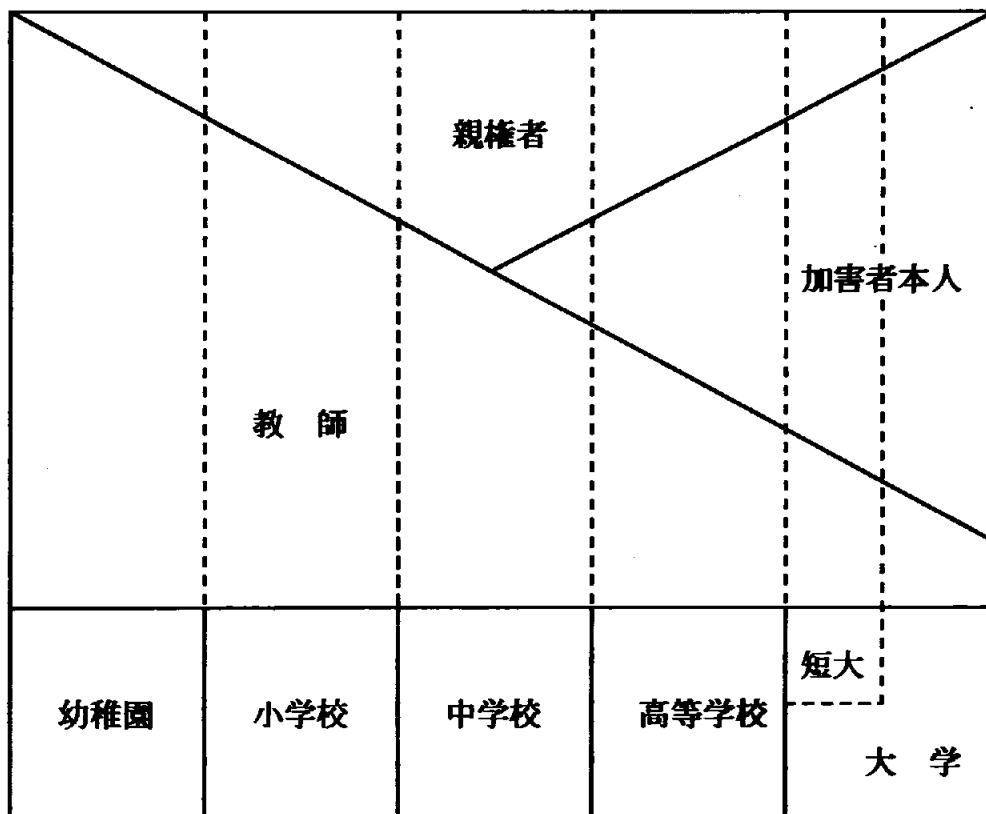 親権者
加害者本人
教 師
幼稚園
小学校
中学校
高等学校
短大
大 学